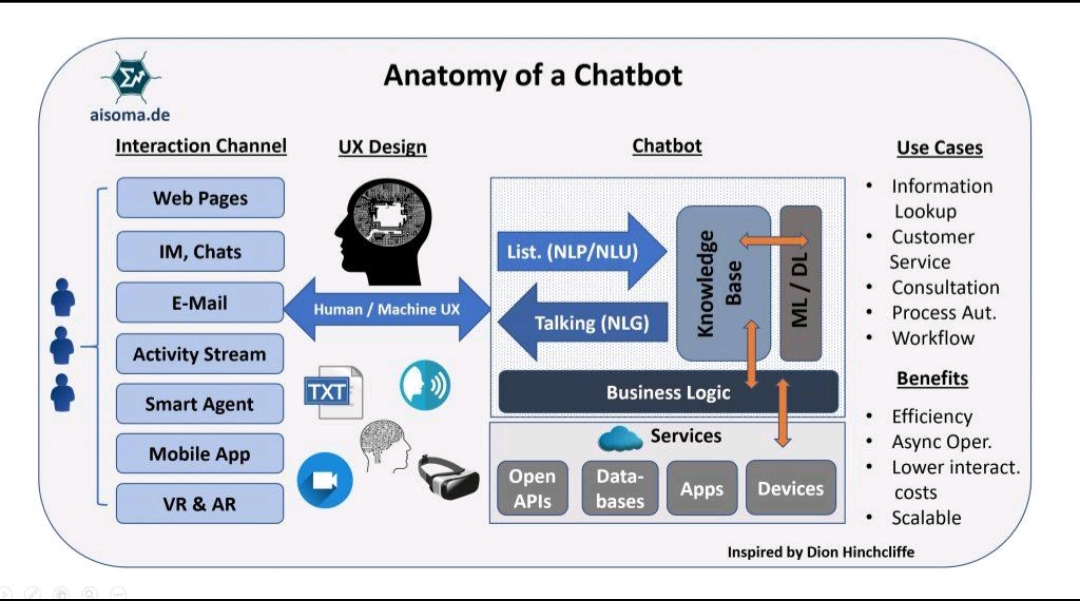 Anatomy of a Chatbot
aisoma.de
Interaction Channel
Web Pages
IM, Chats
E-Mail
Activity Stream
Smart Agent
Mobile App
VR & AR
UX Design
Human / Machine UX
TXT
Chatbot
List. (NLP/NLU)
Talking (NLG)
Knowledge
Base
ML / DL
Business Logic
Services
Open
APIs
Data-
bases
Apps
Devices
Use Cases
• Information
Lookup
• Customer
Service
• Consultation
• Process Aut.
• Workflow
Benefits
• Efficiency
• Async Oper.
• Lower interact.
costs
• Scalable
Inspired by Dion Hinchcliffe